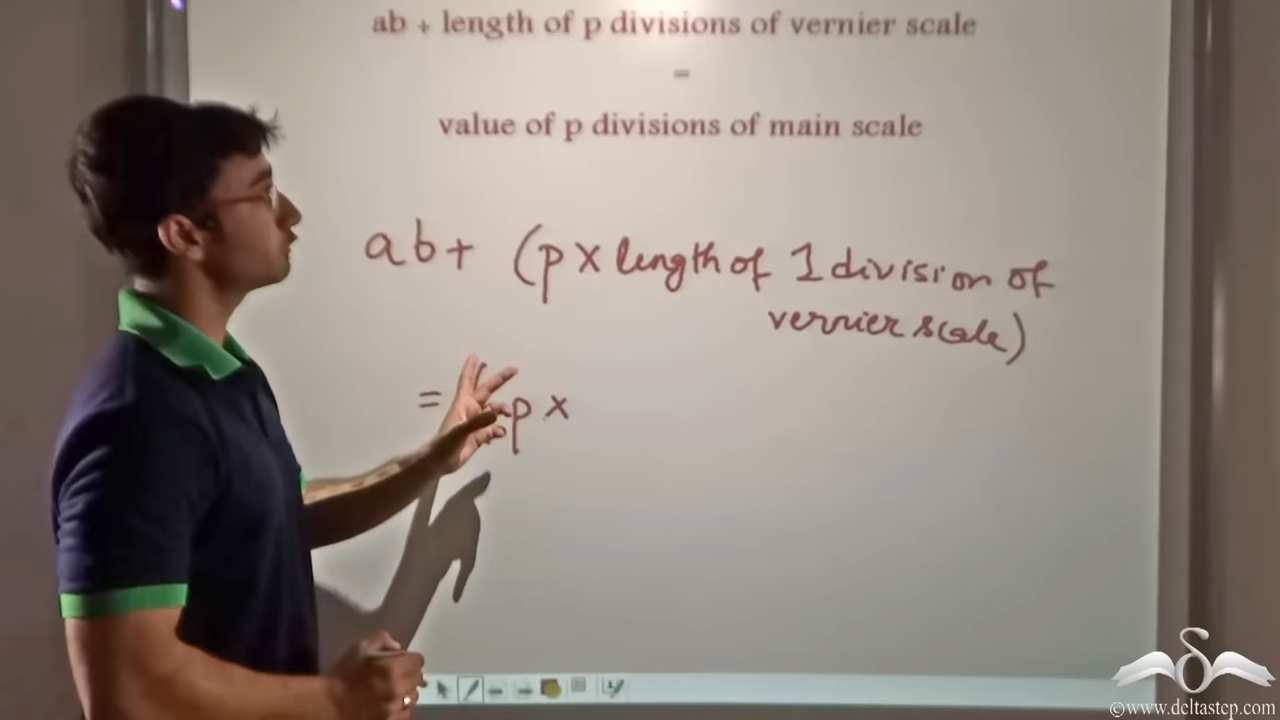 ab + length of p divisions of vernier scale
=
value of p divisions of main scale
ab + (p x length of 1 division of
vernier scale)
= (p x
©www.deltastep.com